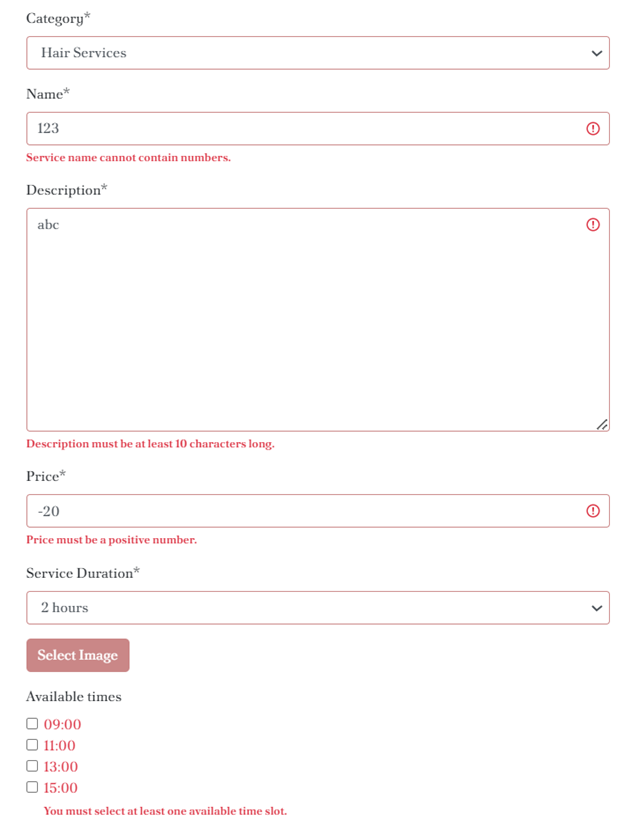 Category*
Hair Services
Name*
123
Service name cannot contain numbers.
Description*
abc
Description must be at least 10 characters long.
Price*
-20
Price must be a positive number.
Service Duration*
2 hours
Select Image
Available times
09:00
11:00
13:00
15:00
You must select at least one available time slot.